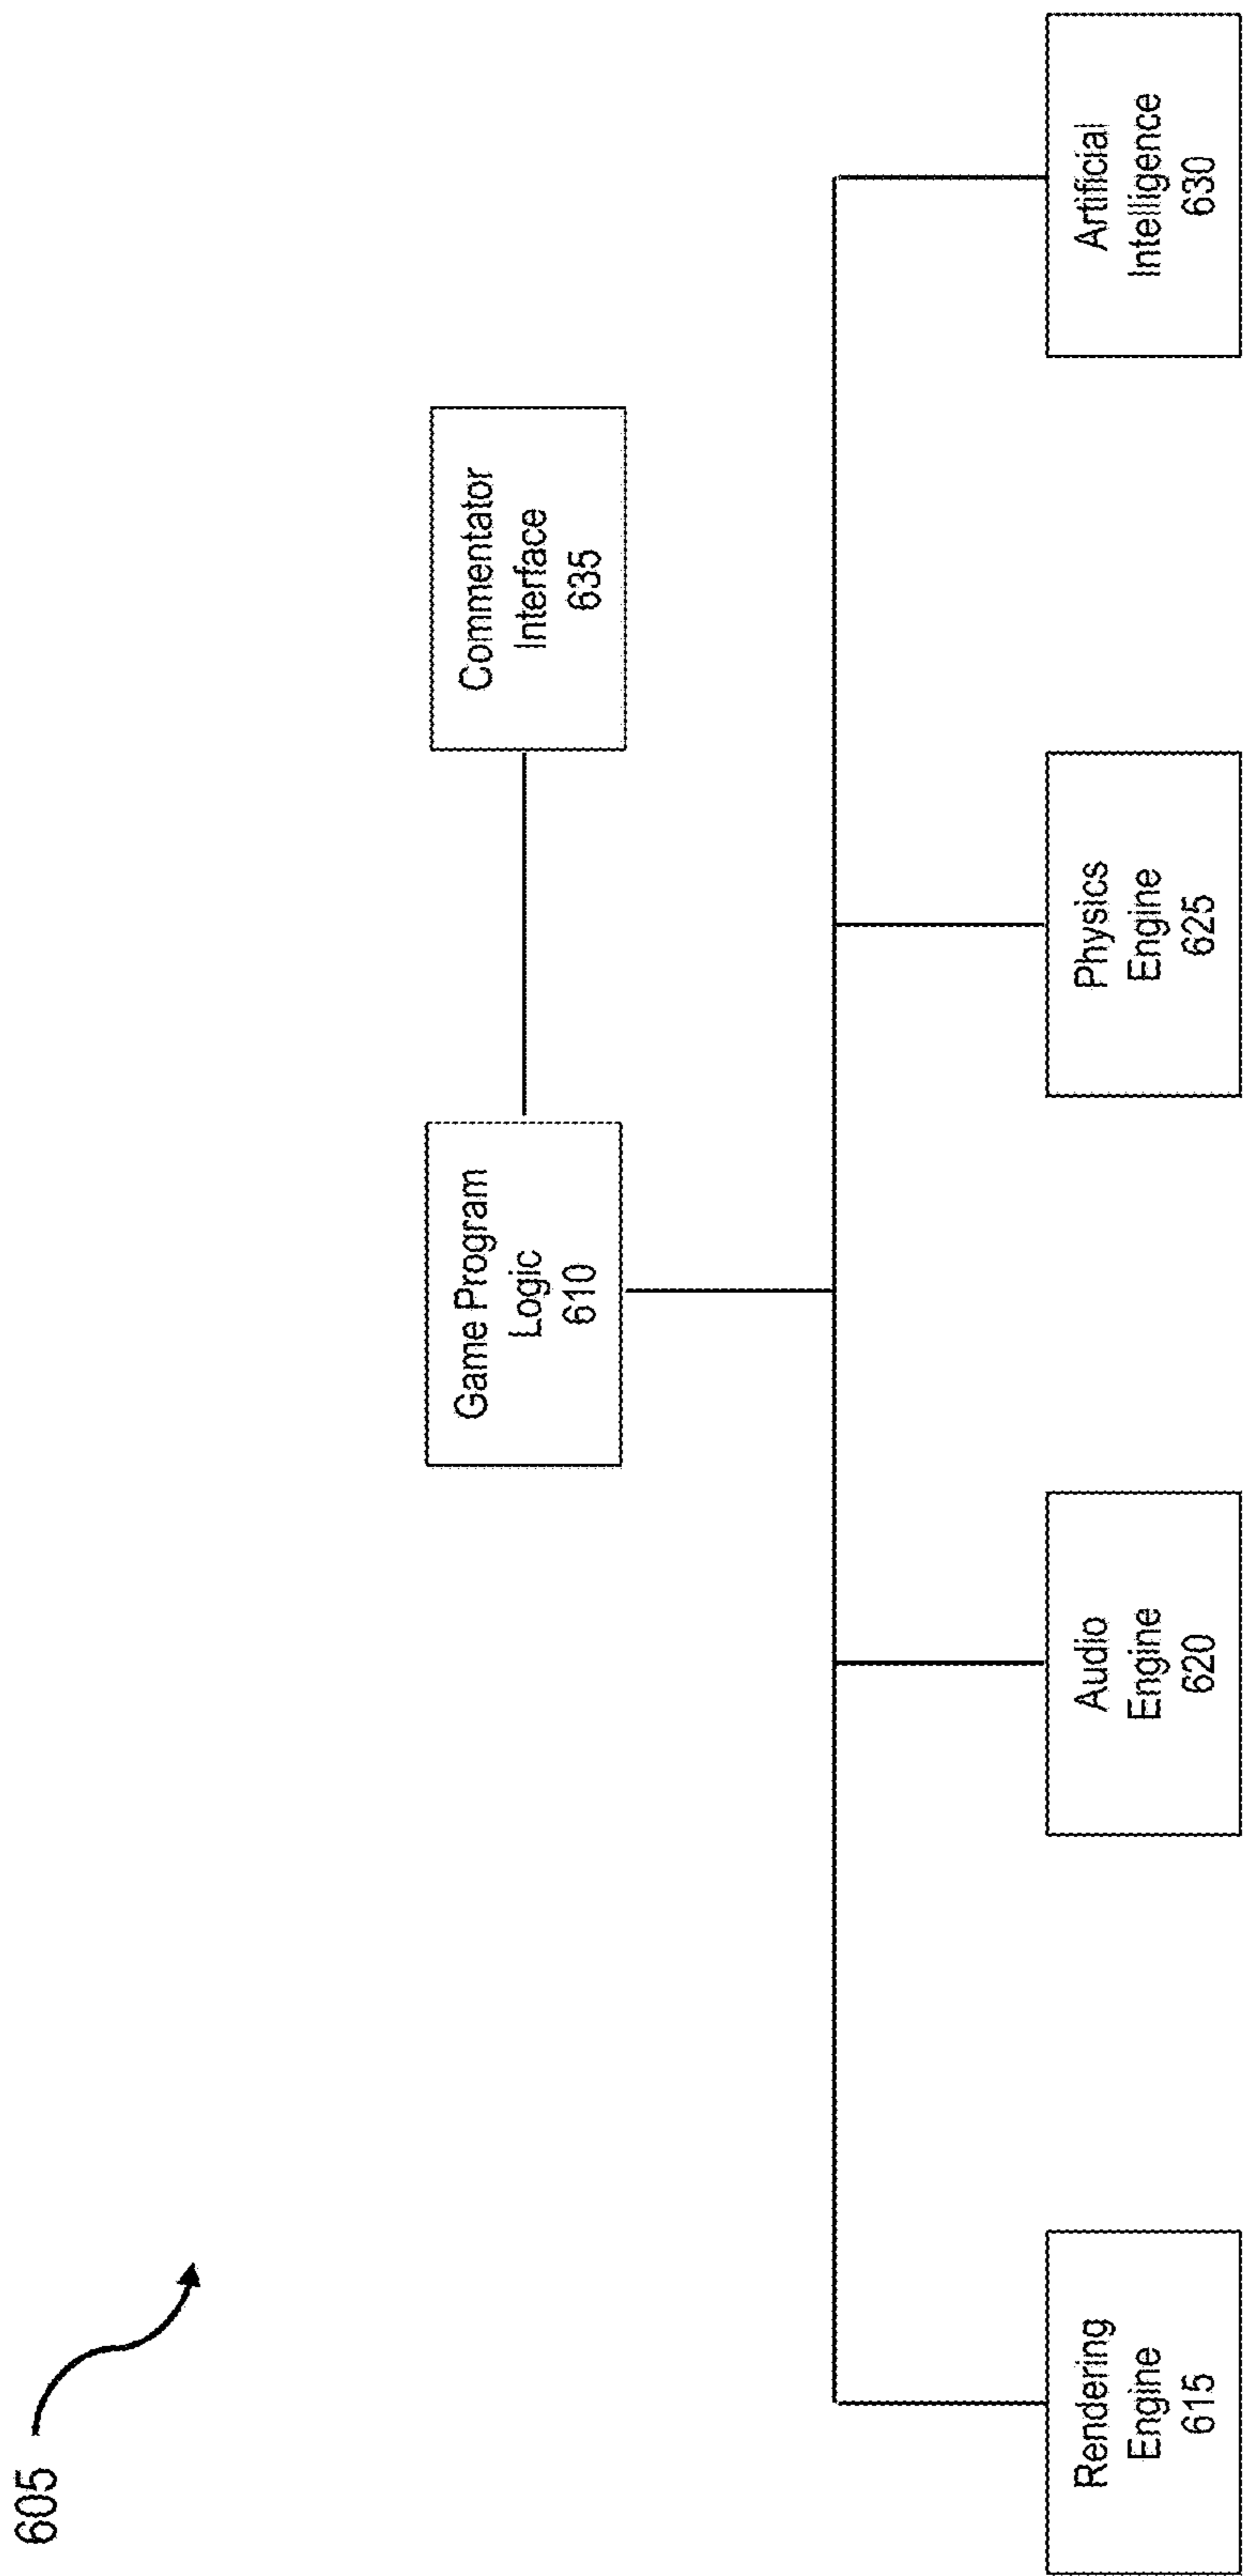 605
Game Program
Logic
610
Commentator
Interface
635
Rendering
Engine
615
Audio
Engine
620
Physics
Engine
625
Artificial
Intelligence
630